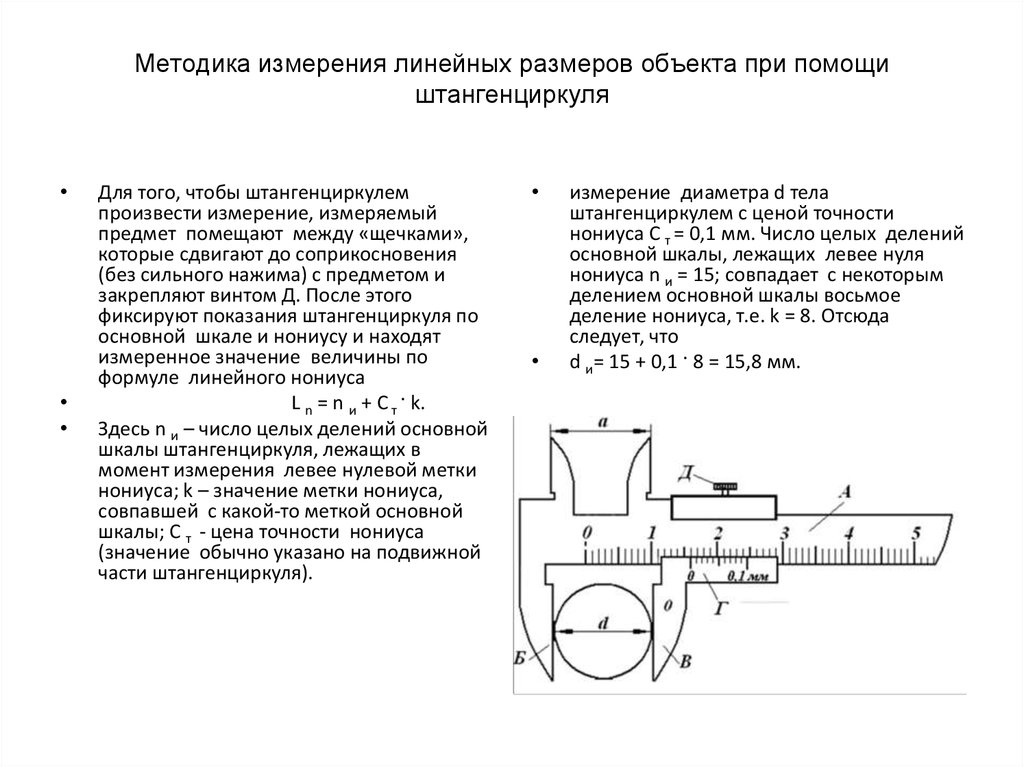 Методика измерения линейных размеров объекта при помощи
штангенциркуля
• Для того, чтобы штангенциркулем
произвести измерение, измеряемый
предмет помещают между «щечками»,
которые сдвигают до соприкосновения
(без сильного нажима) с предметом и
закрепляют винтом Д. После этого
фиксируют показания штангенциркуля по
основной шкале и нониусу и находят
измеренное значение величины по
формуле линейного нониуса
• L n = n и + C т · k.
• Здесь n и – число целых делений основной
шкалы штангенциркуля, лежащих в
момент измерения левее нулевой метки
нониуса; k – значение метки нониуса,
совпавшей с какой-то меткой основной
шкалы; С т - цена точности нониуса
(значение обычно указано на подвижной
части штангенциркуля).
• измерение диаметра d тела
штангенциркулем с ценой точности
нониуса С т = 0,1 мм. Число целых делений
основной шкалы, лежащих левее нуля
нониуса n и = 15; совпадает с некоторым
делением основной шкалы восьмое
деление нониуса, т.е. k = 8. Отсюда
следует, что
• d и= 15 + 0,1 · 8 = 15,8 мм.
а
Д
А
0 1 2 3 4 5
0 0,1 мм
0 Г
d
Б В